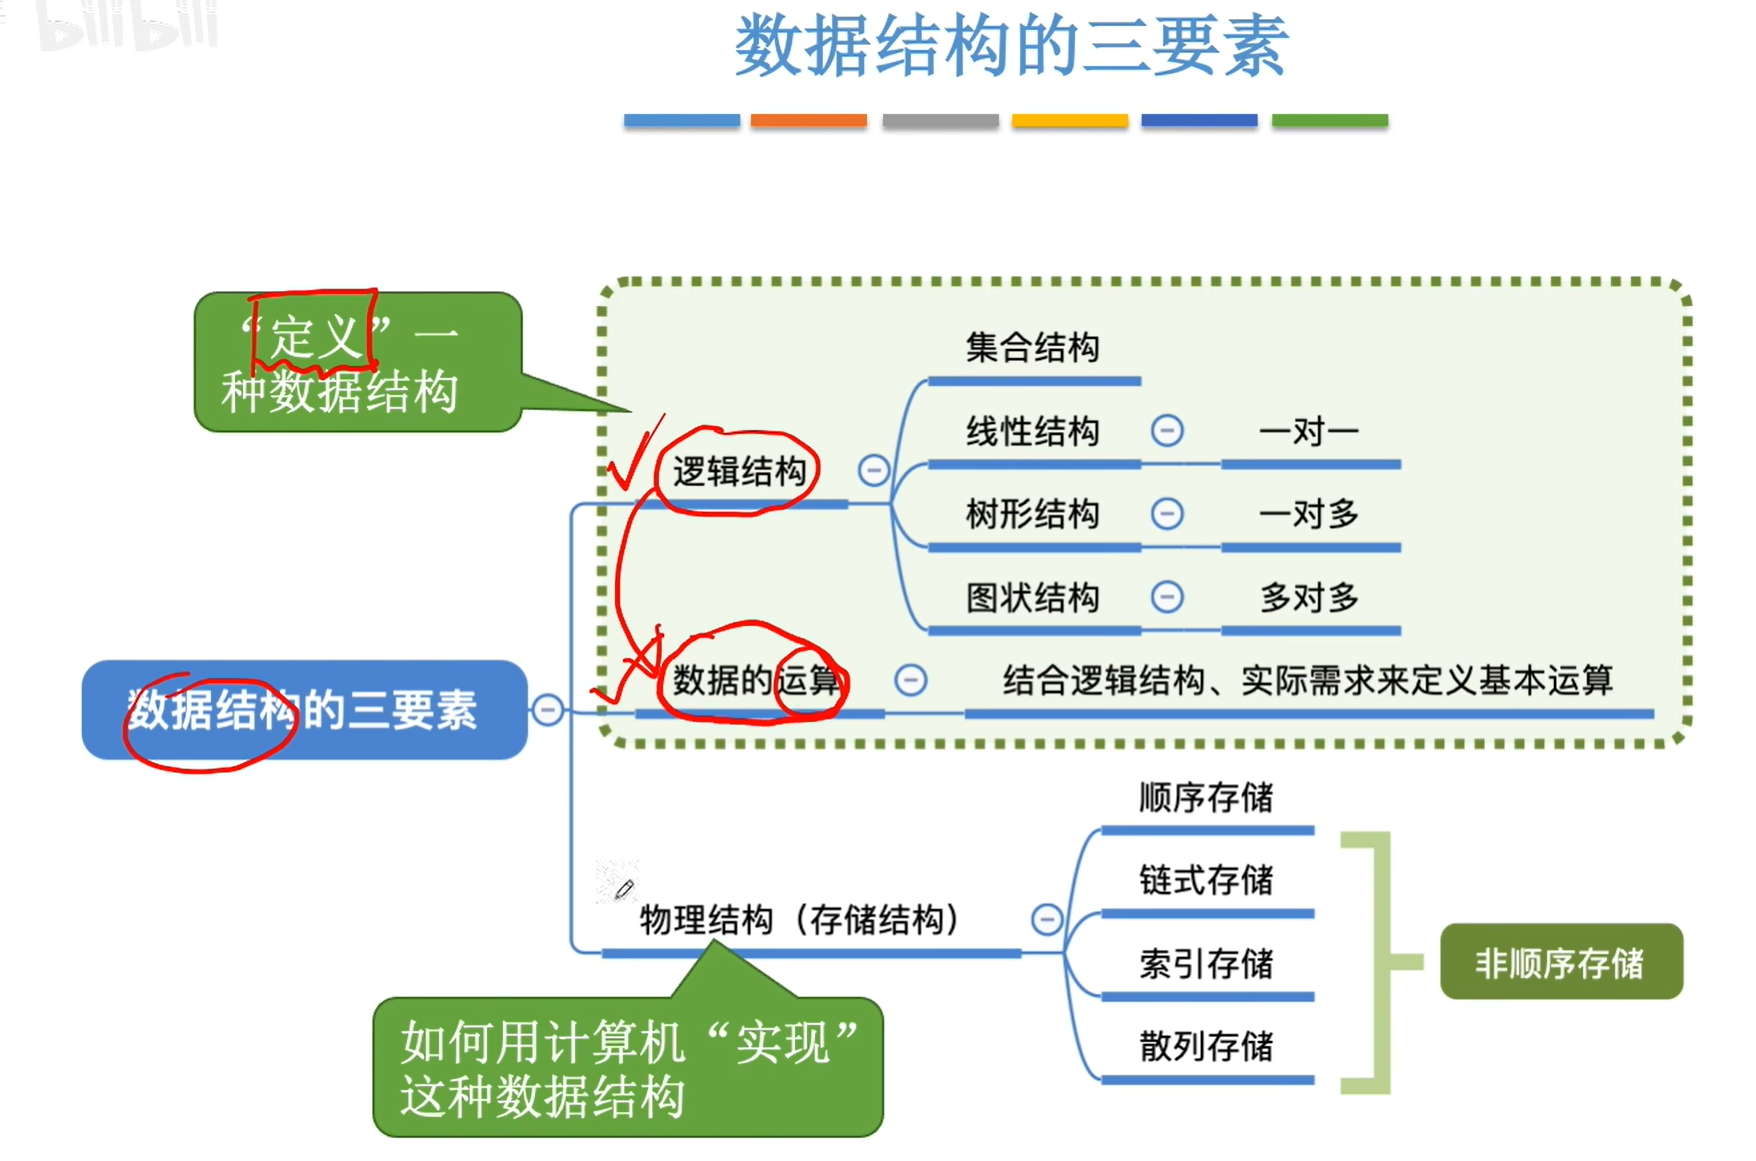 bilibili
数据结构的三要素
“定义”一
种数据结构
集合结构
线性结构
一对一
逻辑结构
树形结构
一对多
图状结构
多对多
数据的运算
结合逻辑结构、实际需求来定义基本运算
数据结构的三要素
顺序存储
链式存储
物理结构（存储结构）
索引存储
非顺序存储
散列存储
如何用计算机“实现”
这种数据结构